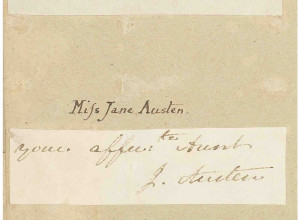 Miſs Jane Austen.
your affec:ᵗᵉ Aunt
J. Austen